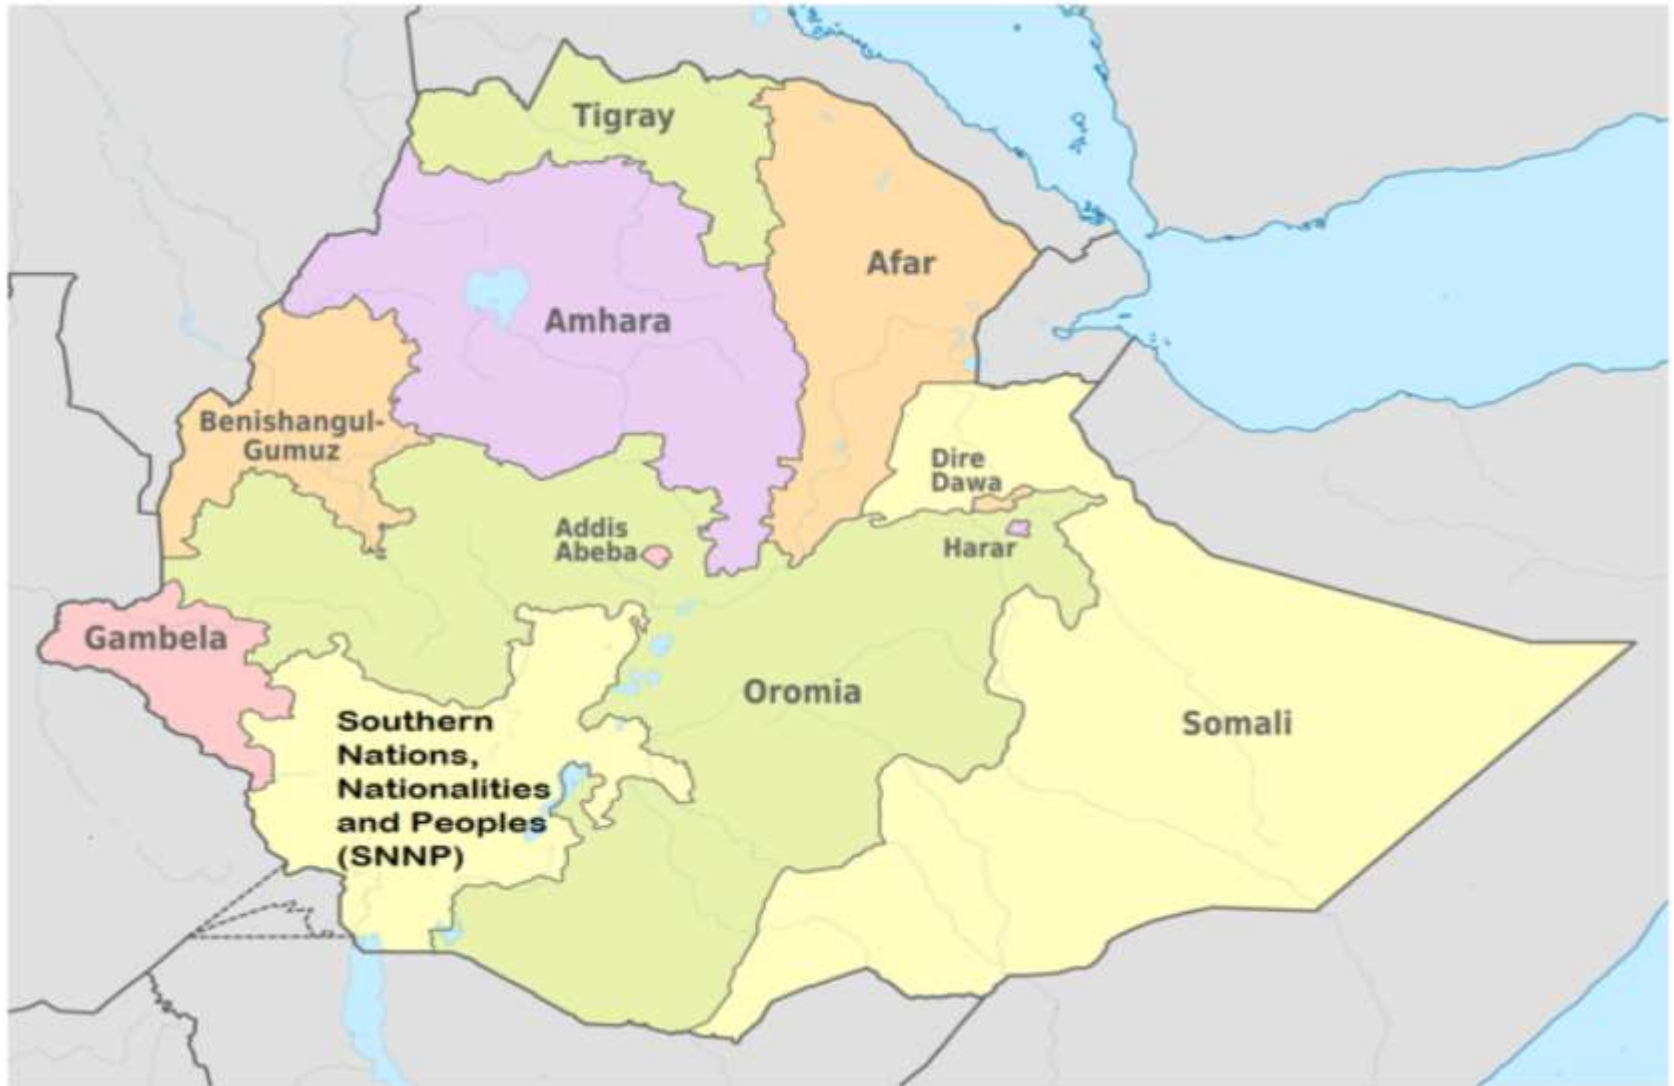 Tigray
Afar
Amhara
Benishangul-
Gumuz
Dire
Dawa
Addis
Abeba
Harar
Gambela
Oromia
Somali
Southern
Nations,
Nationalities
and Peoples
(SNNP)